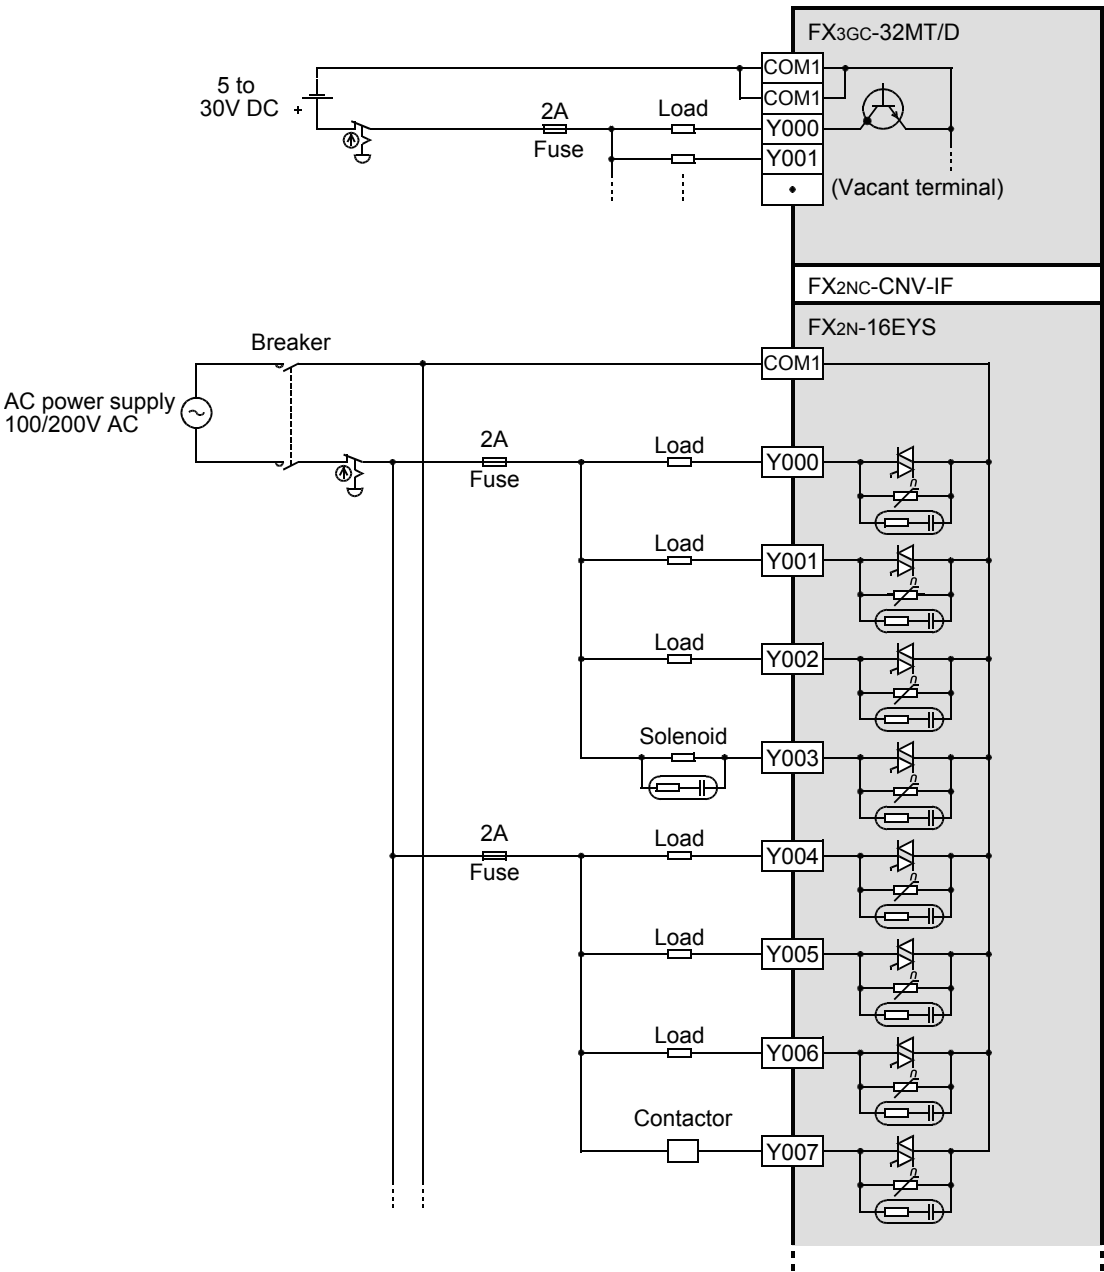 FX3GC-32MT/D
COM1
5 to
30V DC
+
COM1
2A
Load
Y000
Fuse
Y001
(Vacant terminal)
FX2NC-CNV-IF
FX2N-16EYS
Breaker
COM1
AC power supply
100/200V AC
2A
Load
Y000
Fuse
n
Load
Y001
n
Load
Y002
n
Solenoid
Y003
n
2A
Load
Y004
Fuse
n
Load
Y005
n
Load
Y006
n
Contactor
Y007
n